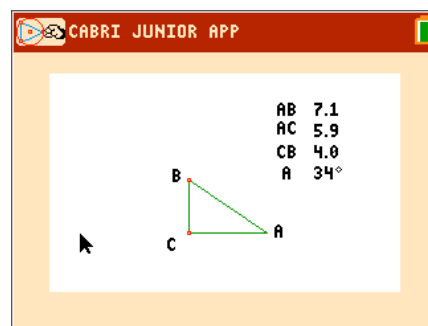 CABRI JUNIOR APP
AB 7.1
AC 5.9
CB 4.0
A 34°
B
C
A